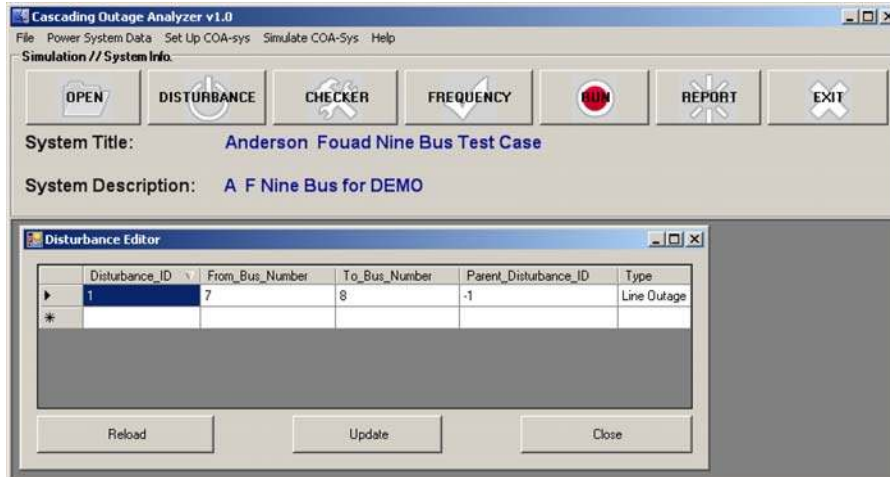 Cascading Outage Analyzer v1.0
File Power System Data Set Up COA-sys Simulate COA-Sys Help
Simulation // System Info.
OPEN DISTURBANCE CHECKER FREQUENCY RUN REPORT EXIT
System Title: Anderson Fouad Nine Bus Test Case
System Description: A F Nine Bus for DEMO
Disturbance Editor
Disturbance_ID From_Bus_Number To_Bus_Number Parent_Disturbance_ID Type
1 7 8 -1 Line Outage
Reload Update Close